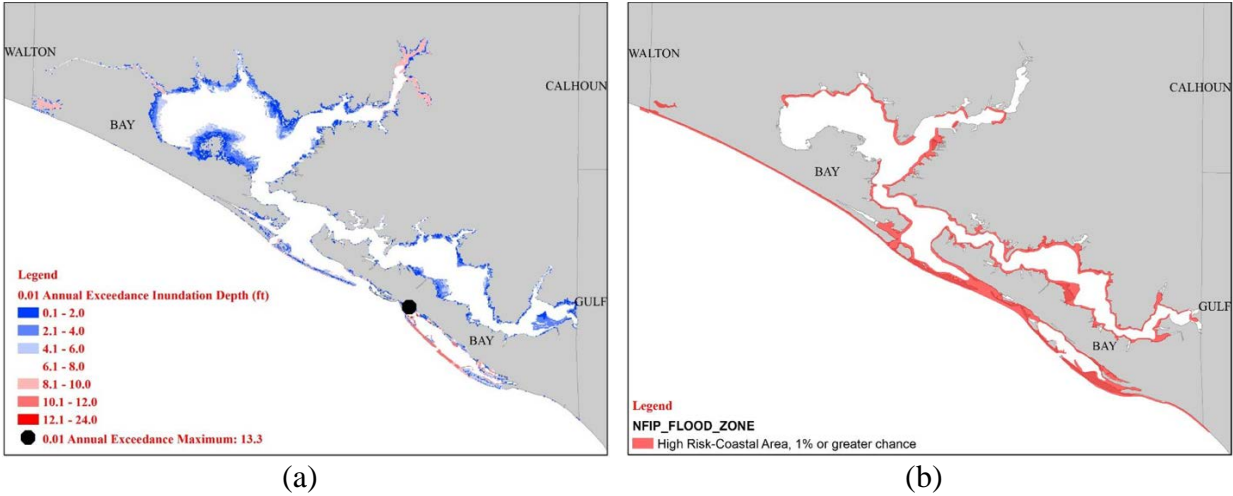 WALTON
CALHOUN
BAY
GULF
BAY
Legend
0.01 Annual Exceedance Inundation Depth (ft)
0.1 - 2.0
2.1 - 4.0
4.1 - 6.0
6.1 - 8.0
8.1 - 10.0
10.1 - 12.0
12.1 - 24.0
0.01 Annual Exceedance Maximum: 13.3
(a)
WALTON
CALHOUN
BAY
GULF
BAY
Legend
NFIP_FLOOD_ZONE
High Risk-Coastal Area, 1% or greater chance
(b)